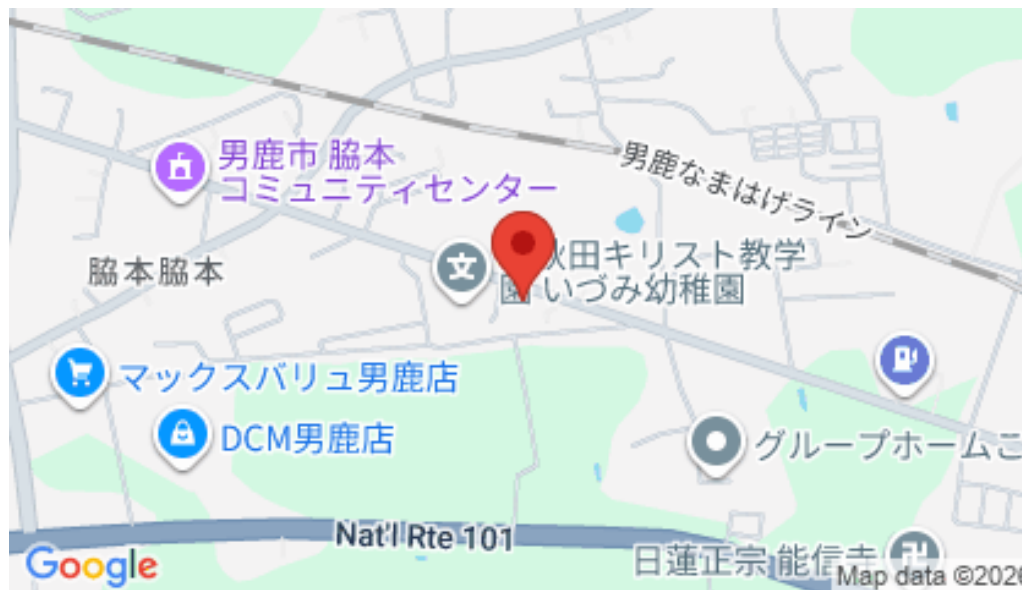 男鹿市 脇本
コミュニティセンター
男鹿なまはげライン
脇本脇本
田キリスト教学
園 いづみ幼稚園
マックスバリュ男鹿店
DCM男鹿店
グループホームこ
Nat'l Rte 101
日蓮正宗 能信寺
Google
Map data ©2026